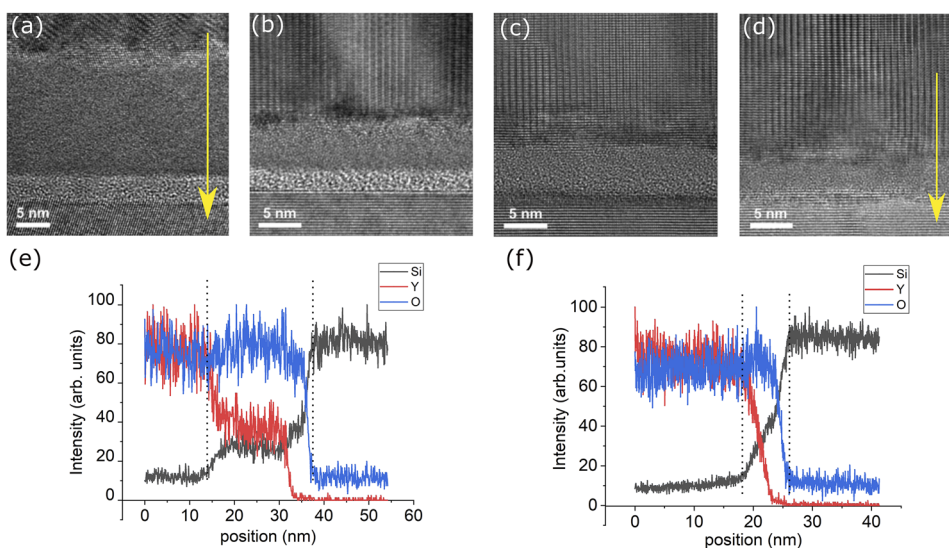 (a) (b) (c) (d)
5 nm 5 nm 5 nm 5 nm
(e) (f)
Si
Y
O
Intensity (arb. units)
100
80
60
40
20
0
0 10 20 30 40 50 60
position (nm)
Si
Y
O
Intensity (arb.units)
100
80
60
40
20
0
0 10 20 30 40
position (nm)